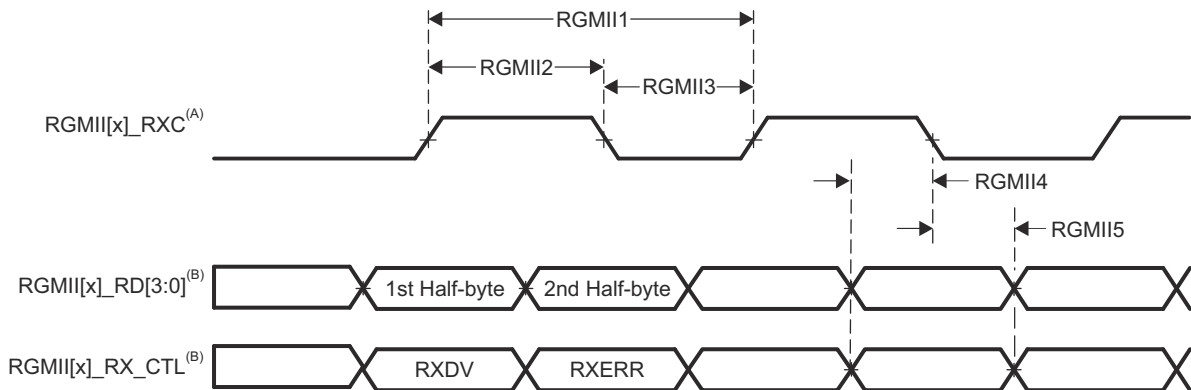 RGMII1
RGMII2
RGMII3
RGMII[x]_RXC(A)
RGMII4
RGMII5
RGMII[x]_RD[3:0](B)
1st Half-byte
2nd Half-byte
RGMII[x]_RX_CTL(B)
RXDV
RXERR